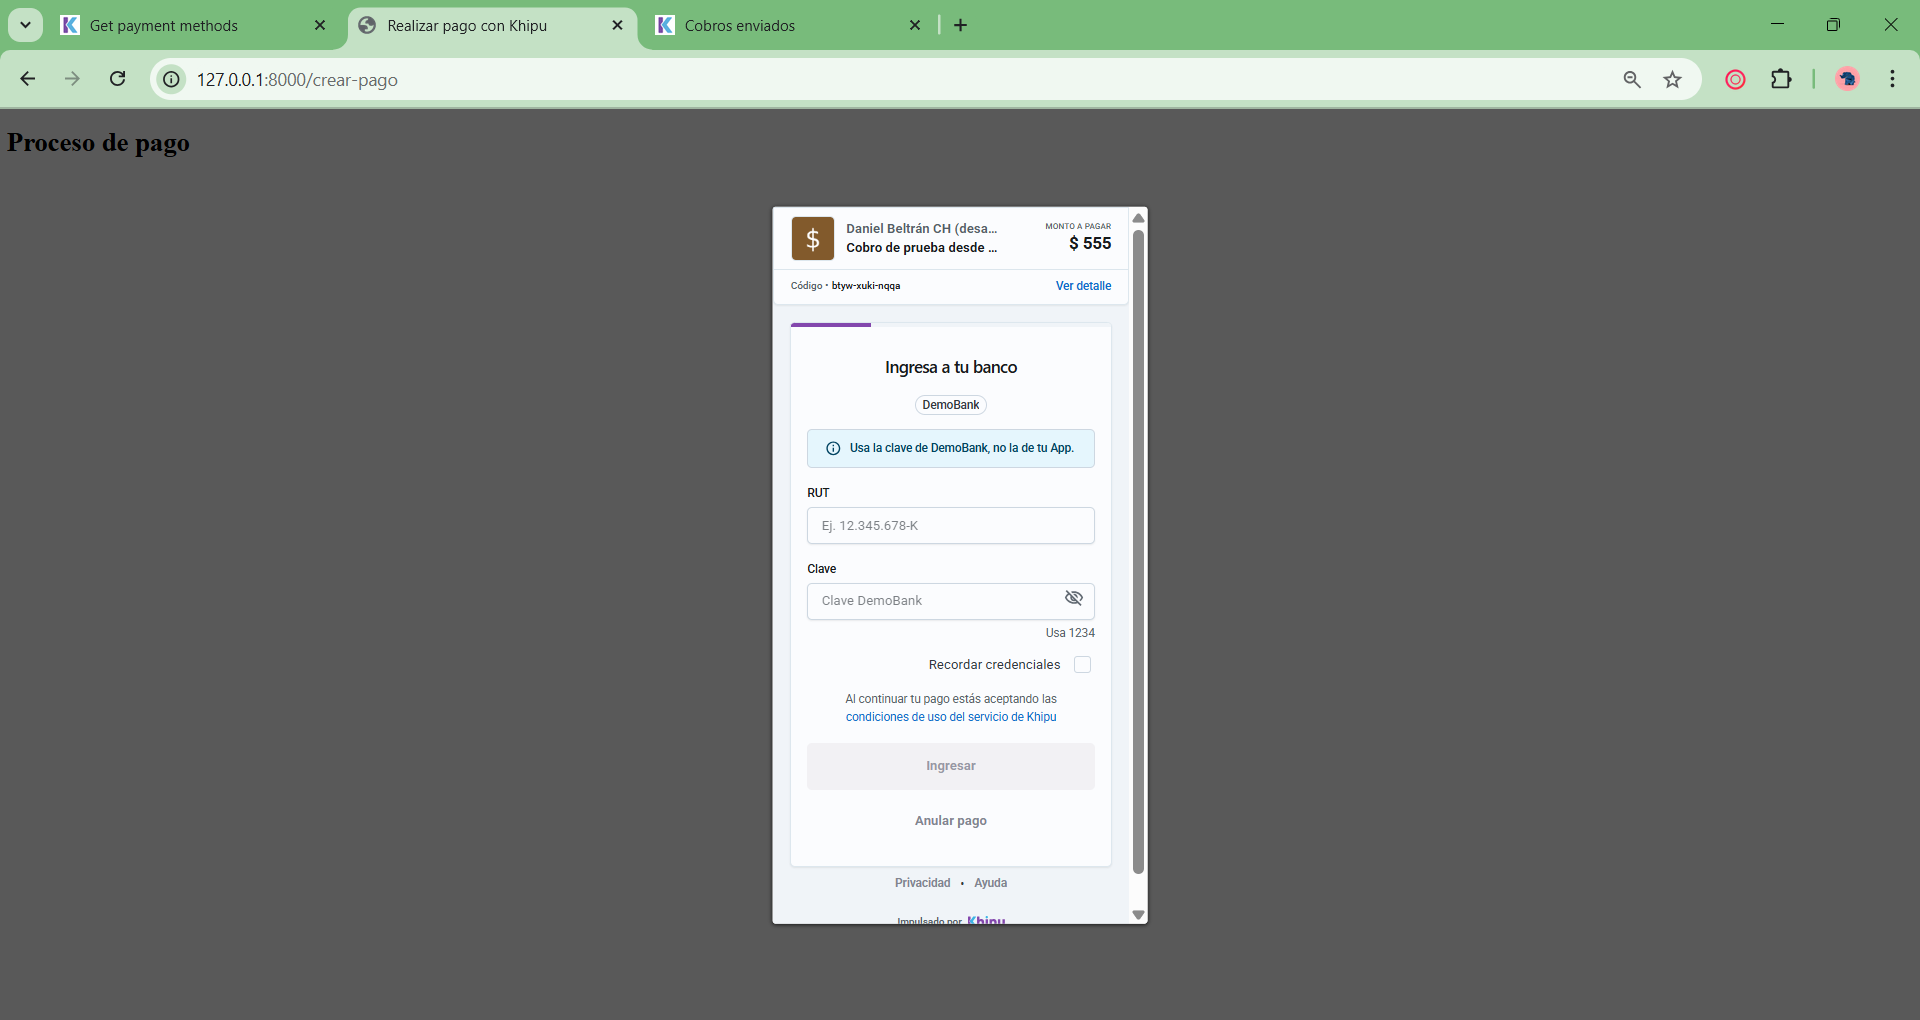 Get payment methods
Realizar pago con Khipu
Cobros enviados
127.0.0.1:8000/crear-pago
Proceso de pago
$
Daniel Beltrán CH (desa...
Cobro de prueba desde ...
MONTO A PAGAR
$ 555
Código · btyw-xuki-nqqa
Ver detalle
Ingresa a tu banco
DemoBank
Usa la clave de DemoBank, no la de tu App.
RUT
Ej. 12.345.678-K
Clave
Clave DemoBank
Usa 1234
Recordar credenciales
Al continuar tu pago estás aceptando las
condiciones de uso del servicio de Khipu
Ingresar
Anular pago
Privacidad • Ayuda
Impulsado por Khipu